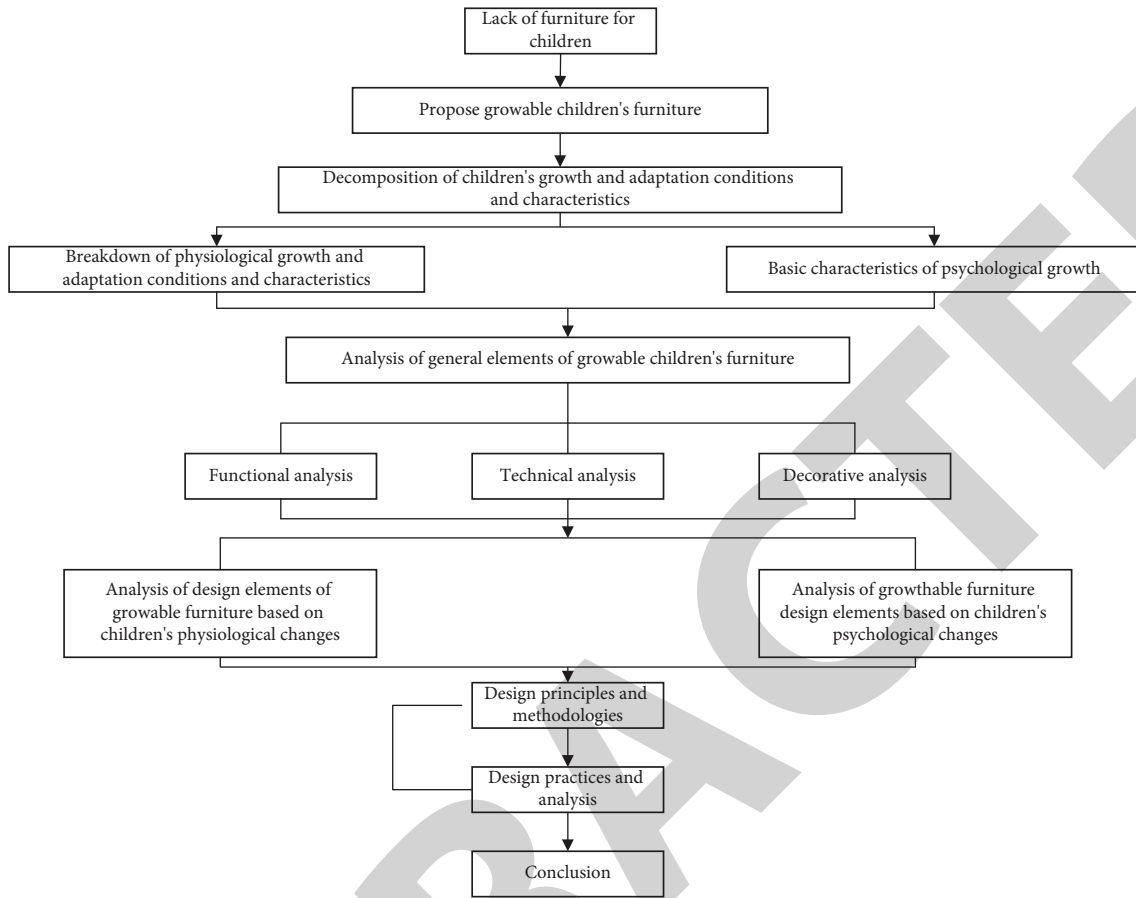 Lack of furniture for
children
Propose growable children's furniture
Decomposition of children's growth and adaptation conditions
and characteristics
Breakdown of physiological growth and
adaptation conditions and characteristics
Basic characteristics of psychological growth
Analysis of general elements of growable children's furniture
Functional analysis
Technical analysis
Decorative analysis
Analysis of design elements of
growable furniture based on
children's physiological changes
Analysis of growthable furniture
design elements based on children's
psychological changes
Design principles and
methodologies
Design practices and
analysis
Conclusion
RACTE